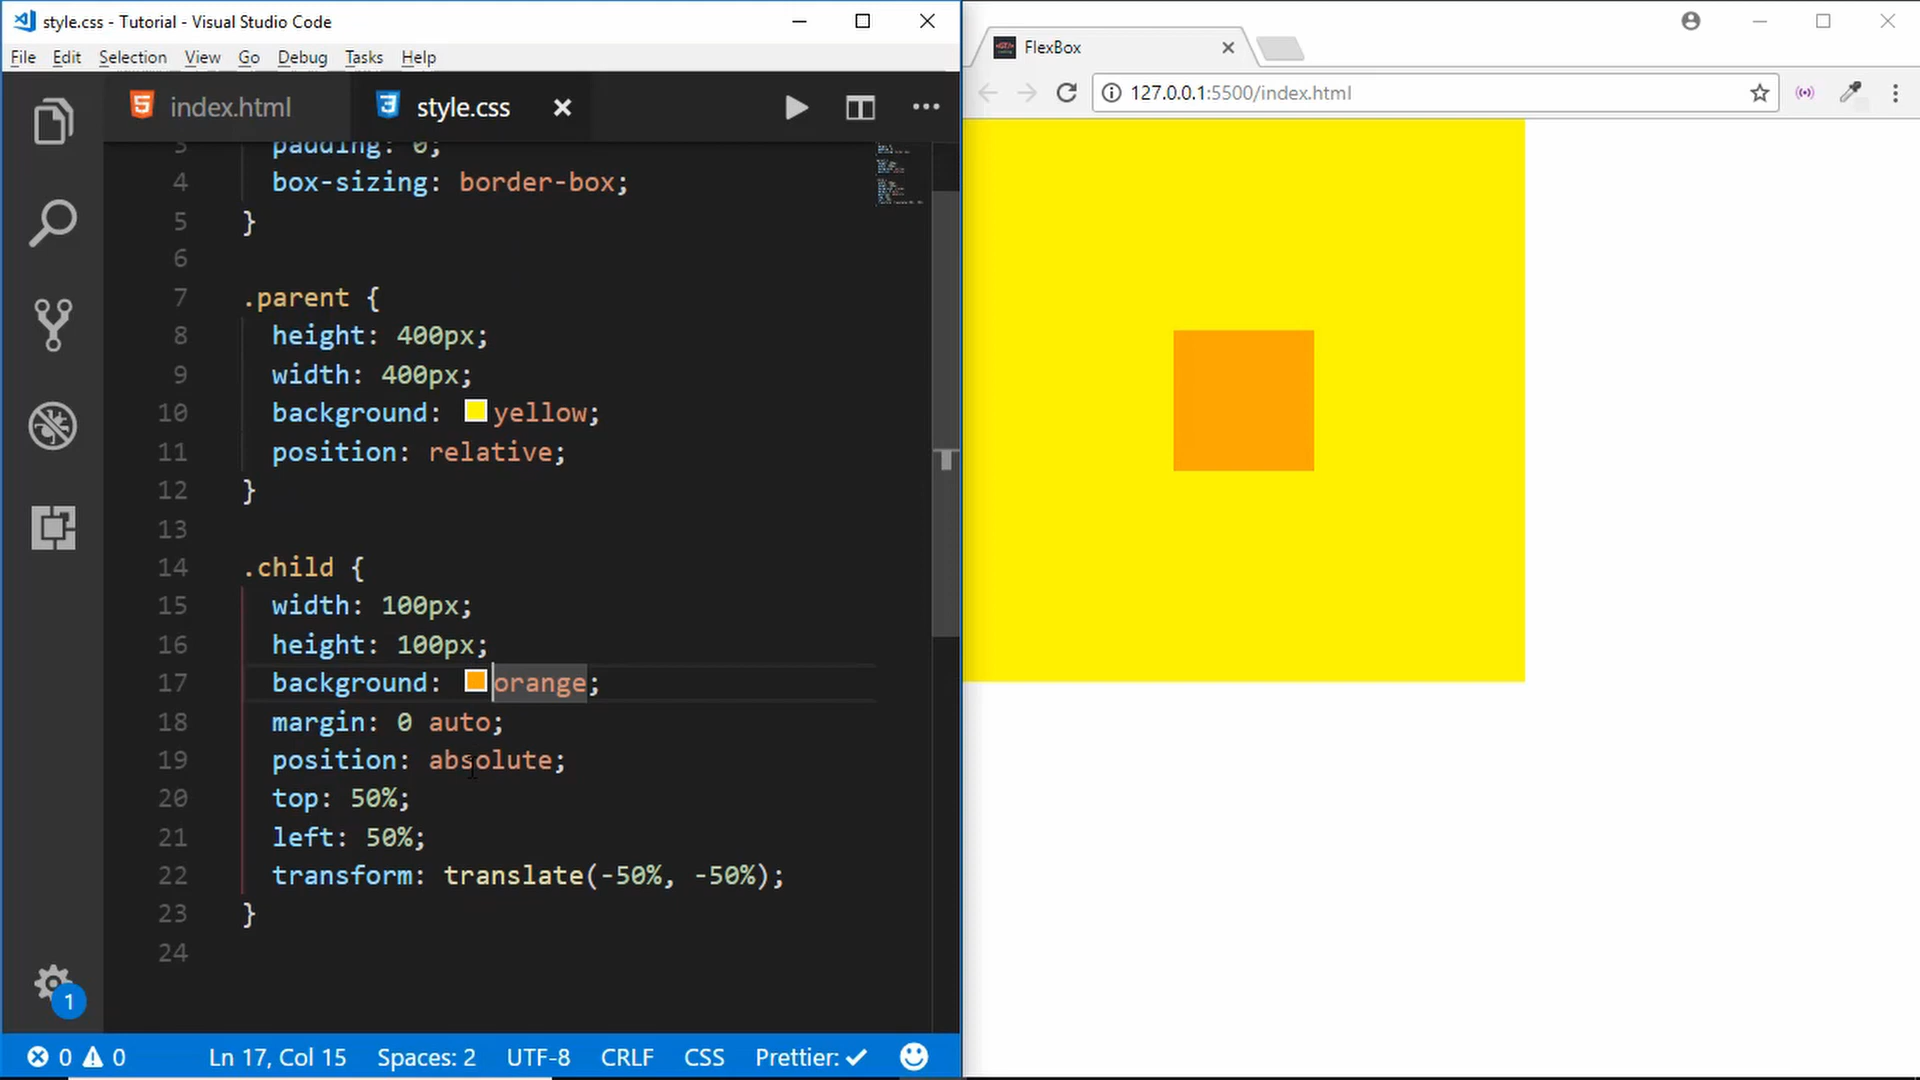 style.css - Tutorial - Visual Studio Code
File Edit Selection View Go Debug Tasks Help
index.html style.css
3 padding: 0;
4 box-sizing: border-box;
5 }
6
7 .parent {
8 height: 400px;
9 width: 400px;
10 background: yellow;
11 position: relative;
12 }
13
14 .child {
15 width: 100px;
16 height: 100px;
17 background: orange;
18 margin: 0 auto;
19 position: absolute;
20 top: 50%;
21 left: 50%;
22 transform: translate(-50%, -50%);
23 }
24
1
0 0 Ln 17, Col 15 Spaces: 2 UTF-8 CRLF CSS Prettier: ✓
FlexBox
127.0.0.1:5500/index.html